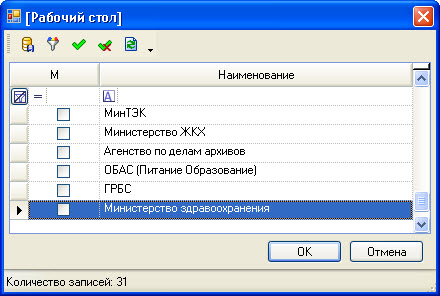 [Рабочий стол]
М Наименование
= A
МинТЭК
Министерство ЖКХ
Агенство по делам архивов
ОБАС (Питание Образование)
ГРБС
Министерство здравоохранения
OK Отмена
Количество записей: 31